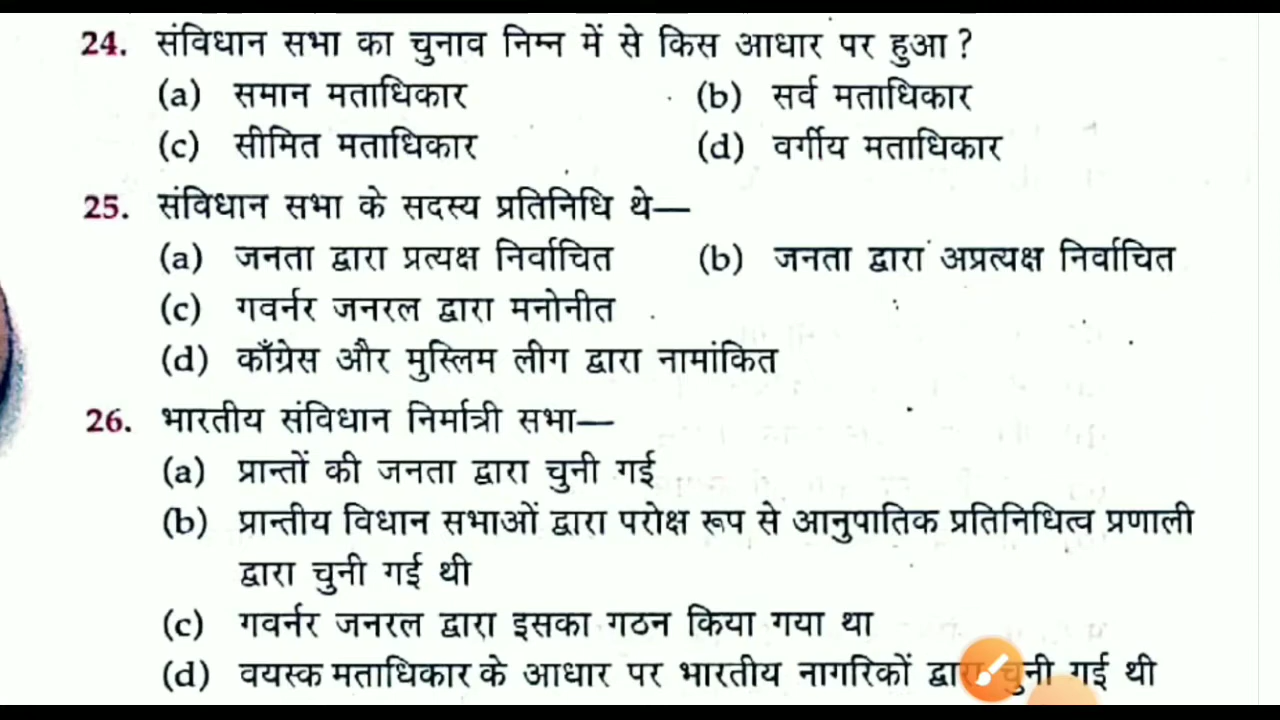 24. संविधान सभा का चुनाव निम्न में से किस आधार पर हुआ ?
(a) समान मताधिकार (b) सर्व मताधिकार
(c) सीमित मताधिकार (d) वर्गीय मताधिकार
25. संविधान सभा के सदस्य प्रतिनिधि थे—
(a) जनता द्वारा प्रत्यक्ष निर्वाचित (b) जनता द्वारा अप्रत्यक्ष निर्वाचित
(c) गवर्नर जनरल द्वारा मनोनीत
(d) काँग्रेस और मुस्लिम लीग द्वारा नामांकित
26. भारतीय संविधान निर्मात्री सभा—
(a) प्रान्तों की जनता द्वारा चुनी गई
(b) प्रान्तीय विधान सभाओं द्वारा परोक्ष रूप से आनुपातिक प्रतिनिधित्व प्रणाली
द्वारा चुनी गई थी
(c) गवर्नर जनरल द्वारा इसका गठन किया गया था
(d) वयस्क मताधिकार के आधार पर भारतीय नागरिकों द्वारा चुनी गई थी